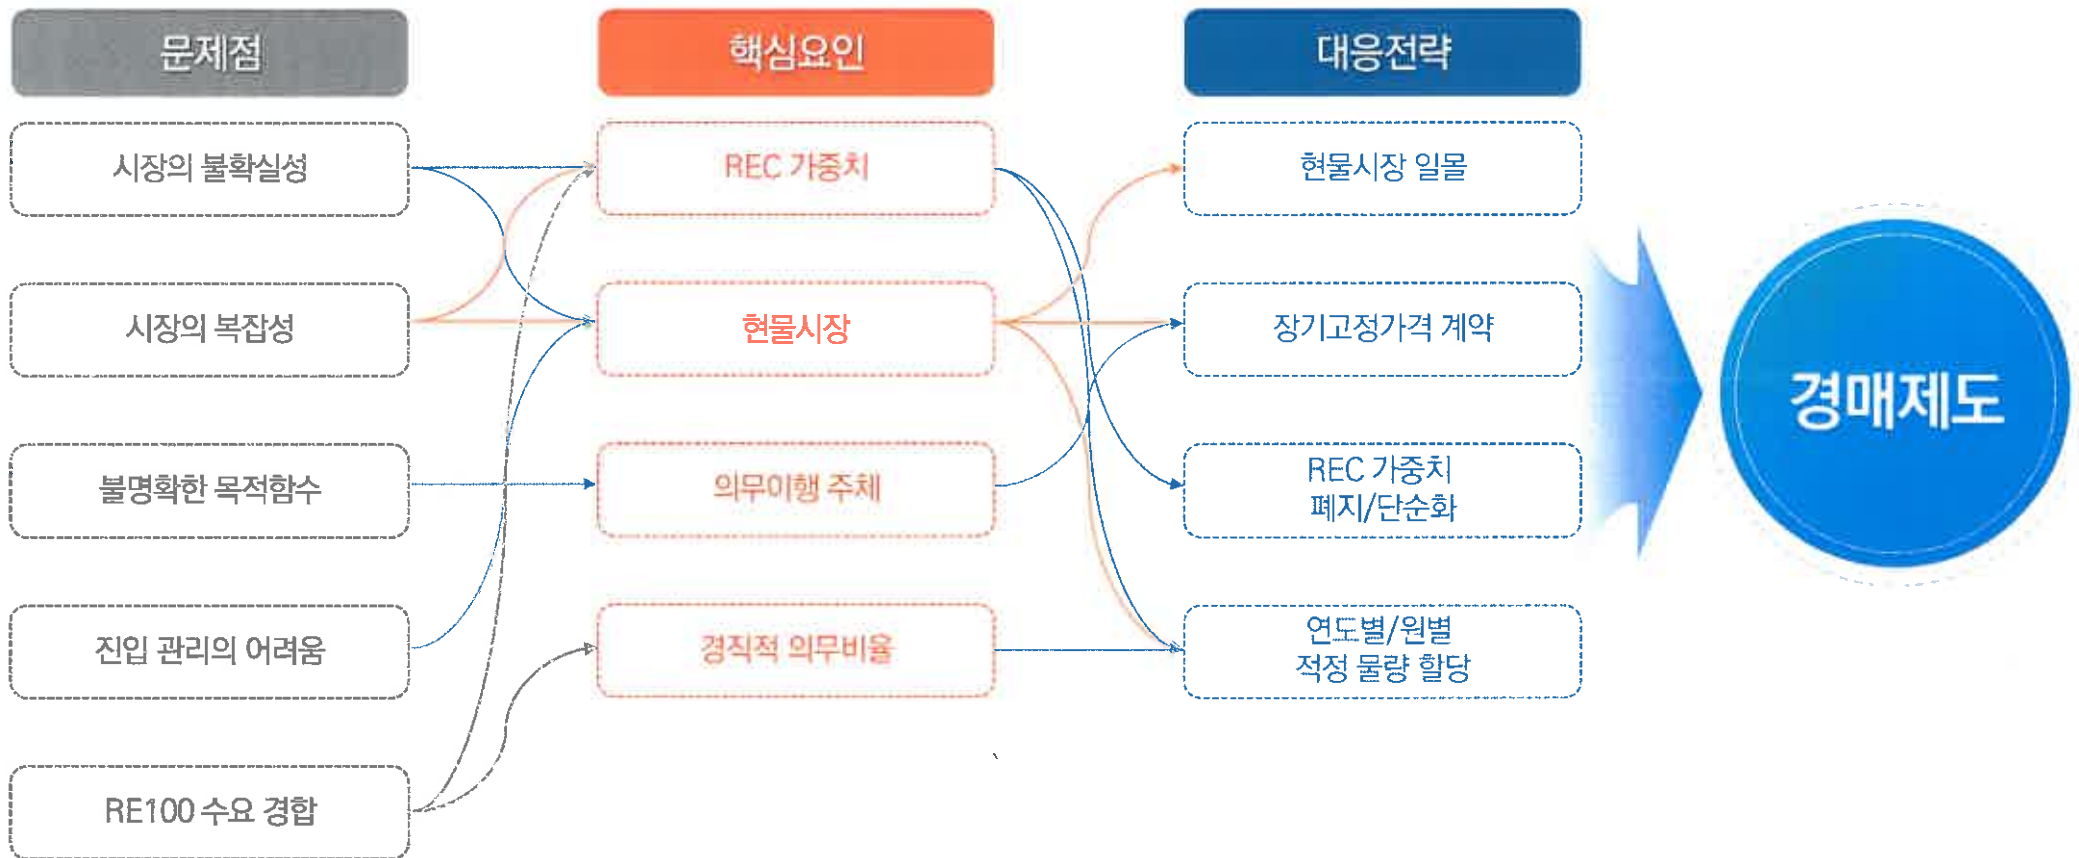 문제점
핵심요인
대응전략
시장의 불확실성
REC 가중치
현물시장 일몰
시장의 복잡성
현물시장
장기고정가격 계약
경매제도
불명확한 목적함수
의무이행 주체
REC 가중치
폐지/단순화
진입 관리의 어려움
경직적 의무비율
연도별/원별
적정 물량 할당
RE100 수요 경합